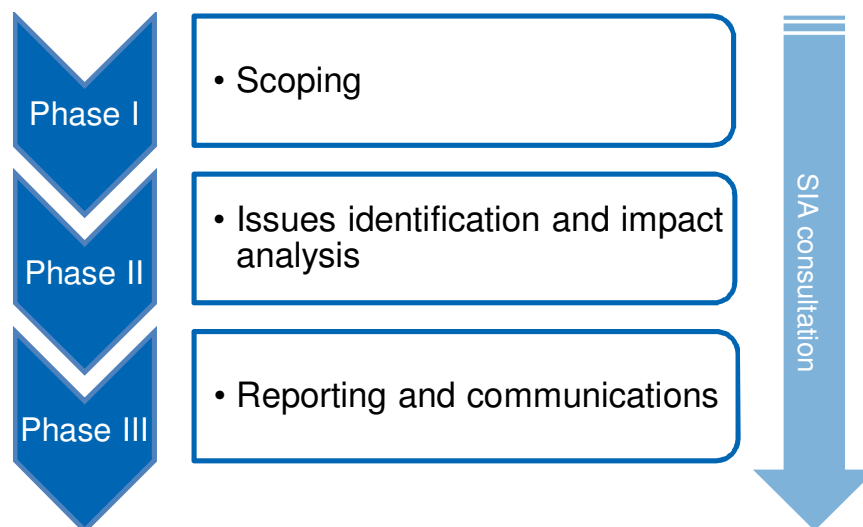 Phase I
• Scoping
Phase II
• Issues identification and impact
analysis
Phase III
• Reporting and communications
SIA consultation